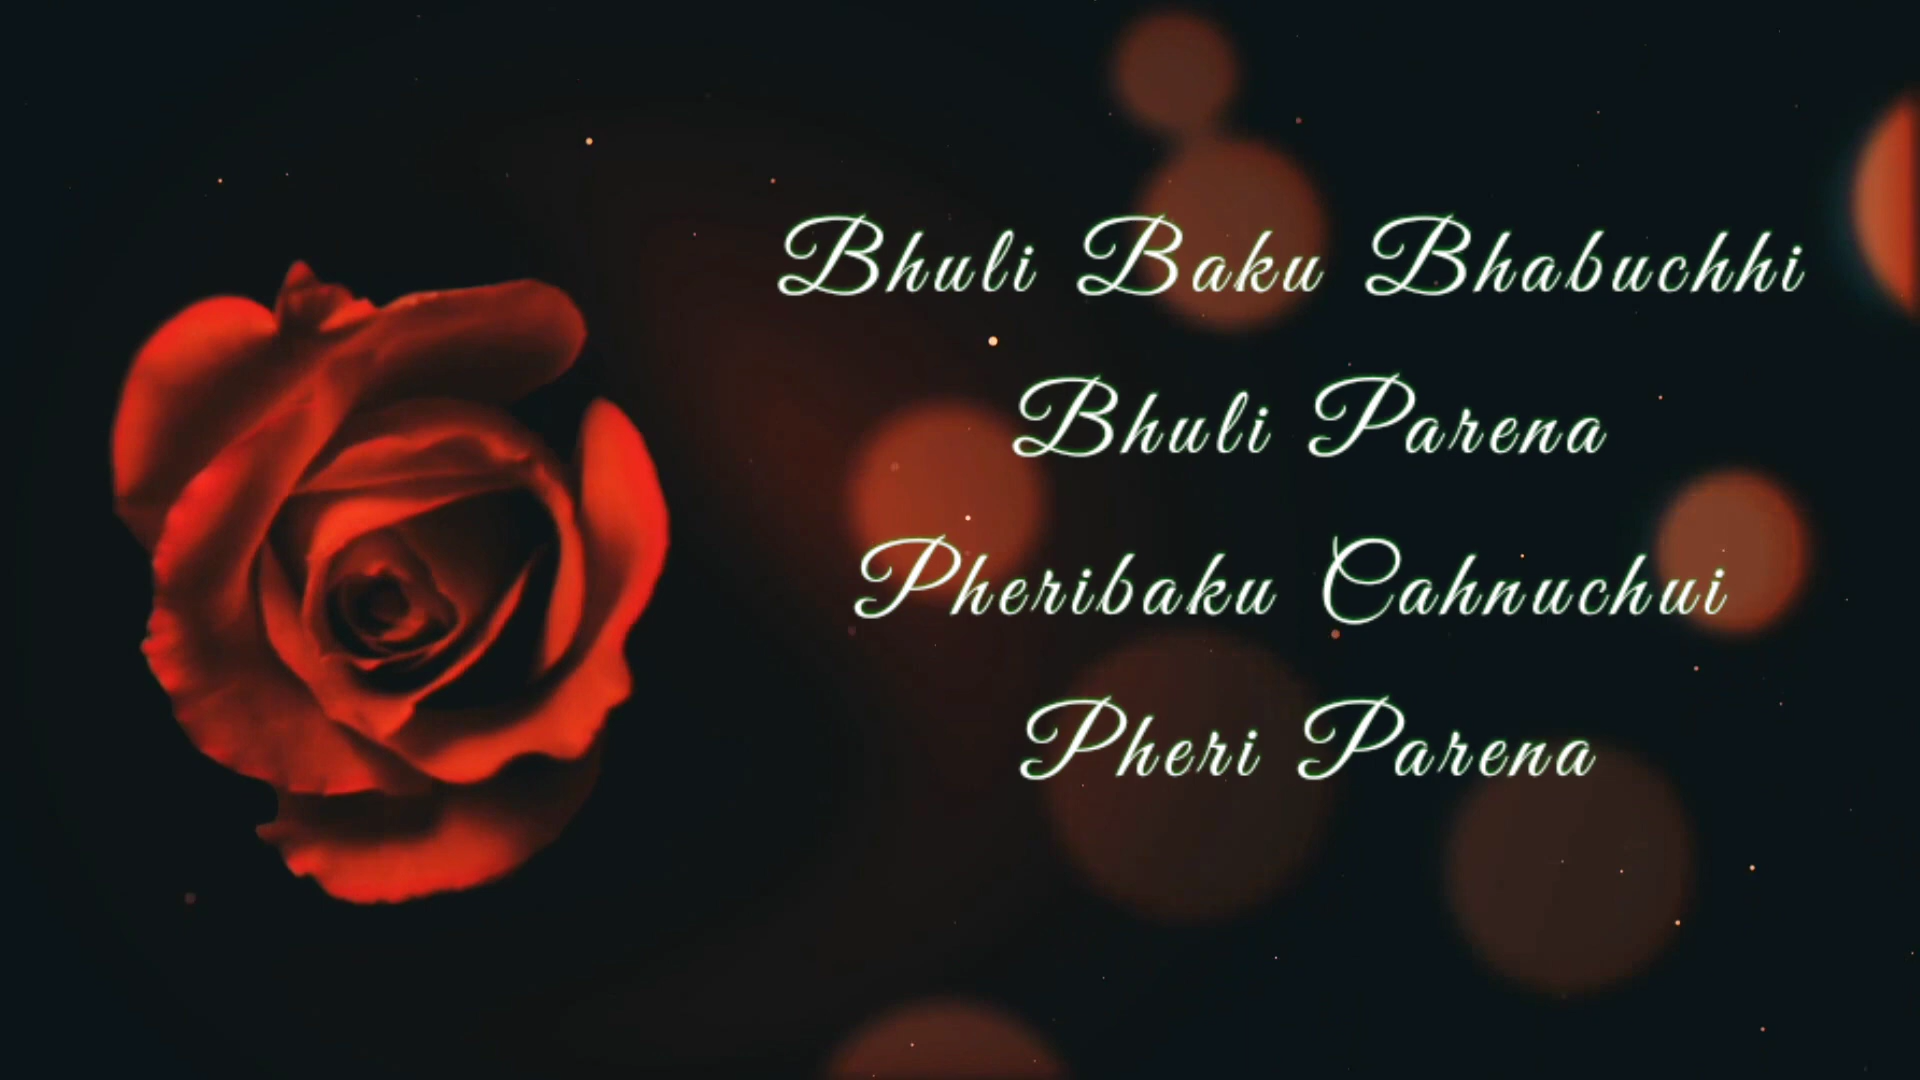 Bhuli Baku Bhabuchhi
Bhuli Parena
Pheribaku Cahnuchui
Pheri Parena